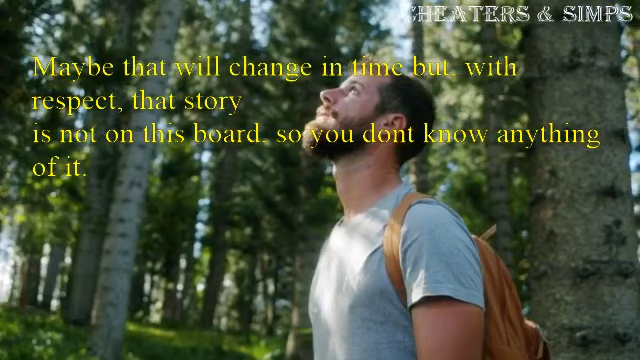 CHEATERS & SIMPS
Maybe that will change in time but, with
respect, that story
is not on this board, so you dont know anything
of it.